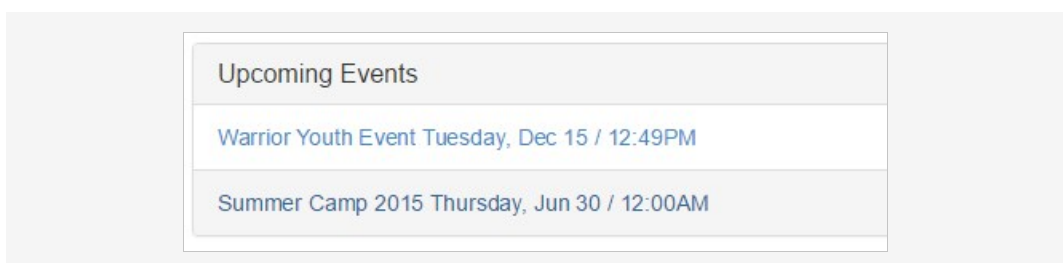 Upcoming Events
Warrior Youth Event Tuesday, Dec 15 / 12:49PM
Summer Camp 2015 Thursday, Jun 30 / 12:00AM